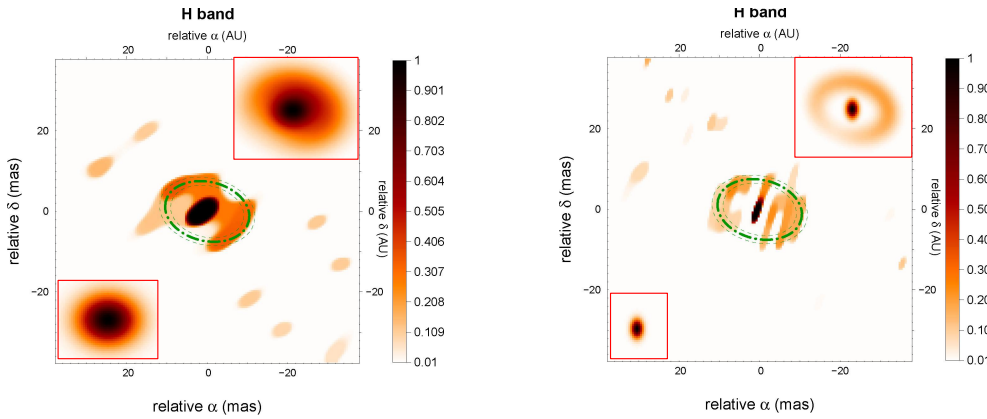 H band
relative α (AU)
20 0 −20
relative δ (mas)
20
0
−20
20
0
−20
relative δ (AU)
20 0 −20
relative α (mas)
1
0.901
0.802
0.703
0.604
0.505
0.406
0.307
0.208
0.109
0.01
H band
relative α (AU)
20 0 −20
relative δ (mas)
20
0
−20
20
0
−20
relative δ (AU)
20 0 −20
relative α (mas)
1
0.90
0.80
0.70
0.60
0.50
0.40
0.30
0.20
0.10
0.01